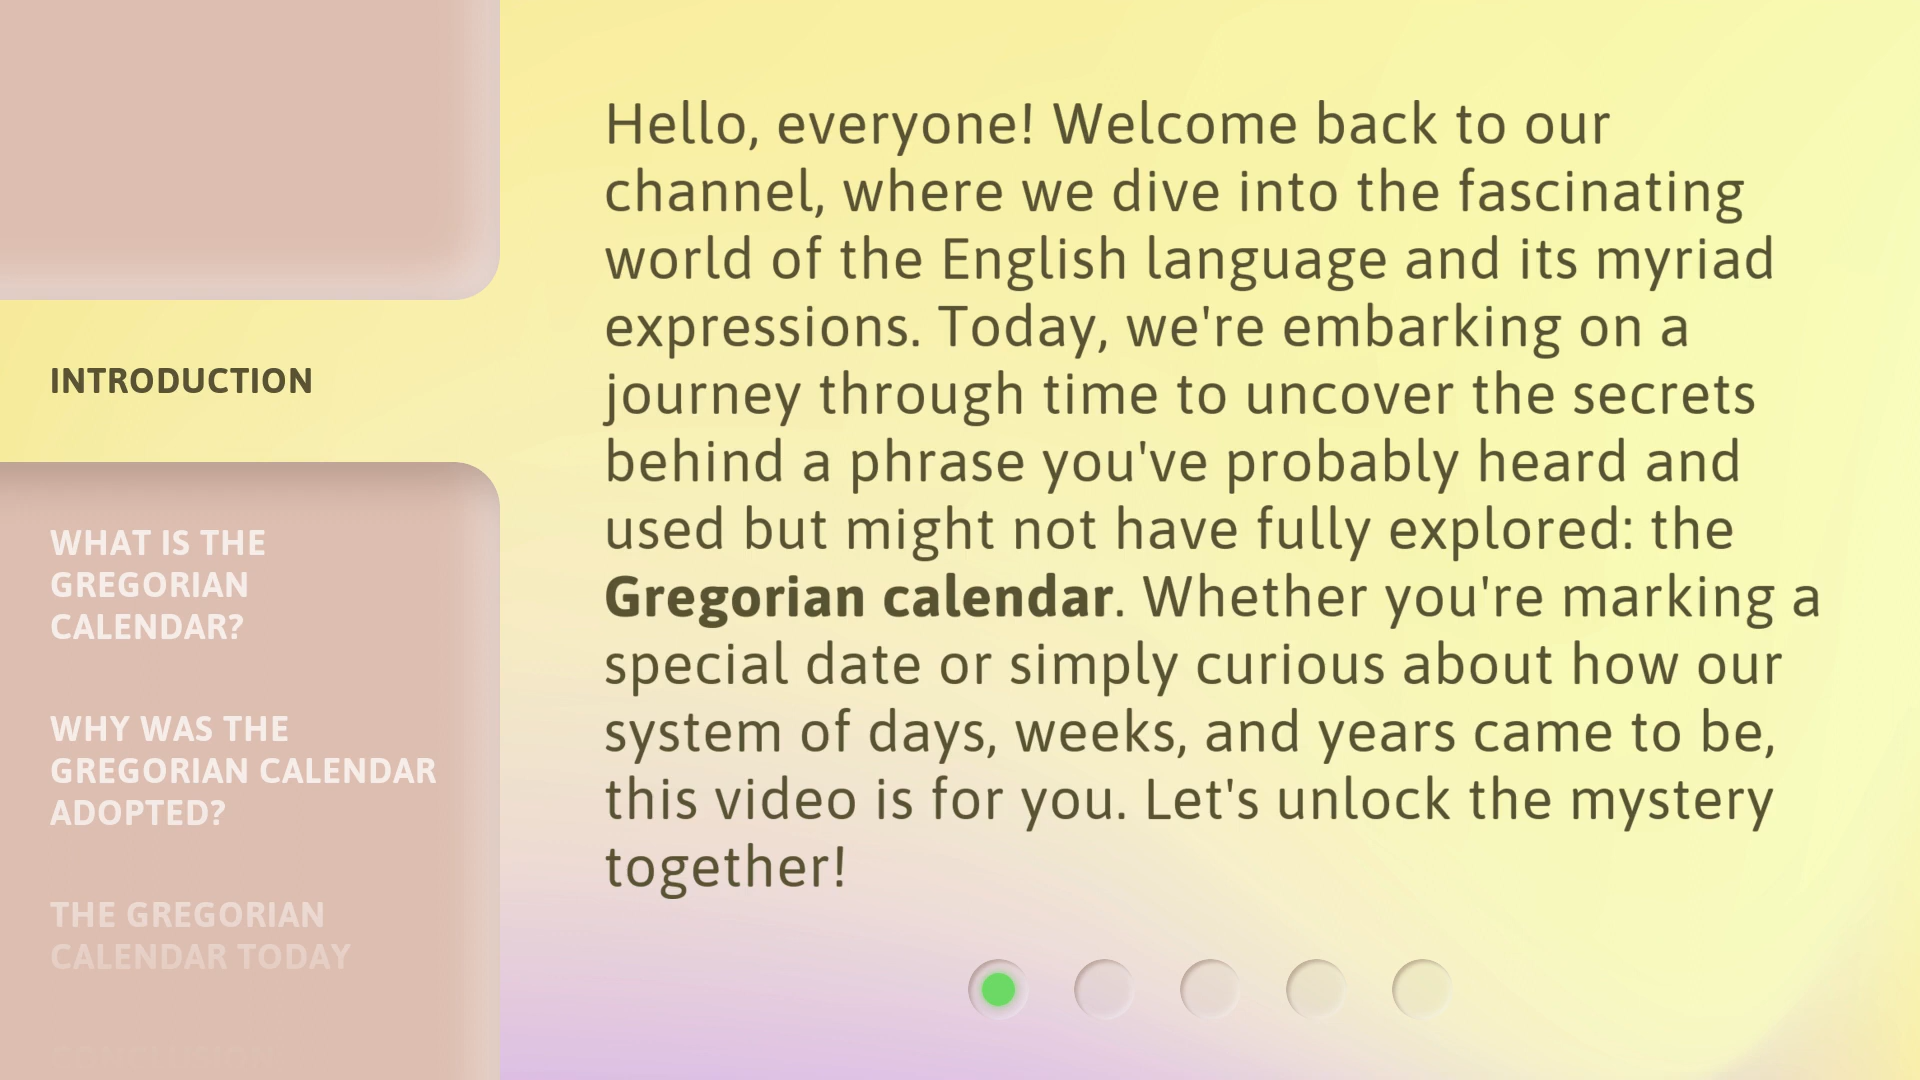 INTRODUCTION
WHAT IS THE
GREGORIAN
CALENDAR?
WHY WAS THE
GREGORIAN CALENDAR
ADOPTED?
THE GREGORIAN
CALENDAR TODAY
CONCLUSION
Hello, everyone! Welcome back to our
channel, where we dive into the fascinating
world of the English language and its myriad
expressions. Today, we're embarking on a
journey through time to uncover the secrets
behind a phrase you've probably heard and
used but might not have fully explored: the
Gregorian calendar. Whether you're marking a
special date or simply curious about how our
system of days, weeks, and years came to be,
this video is for you. Let's unlock the mystery
together!